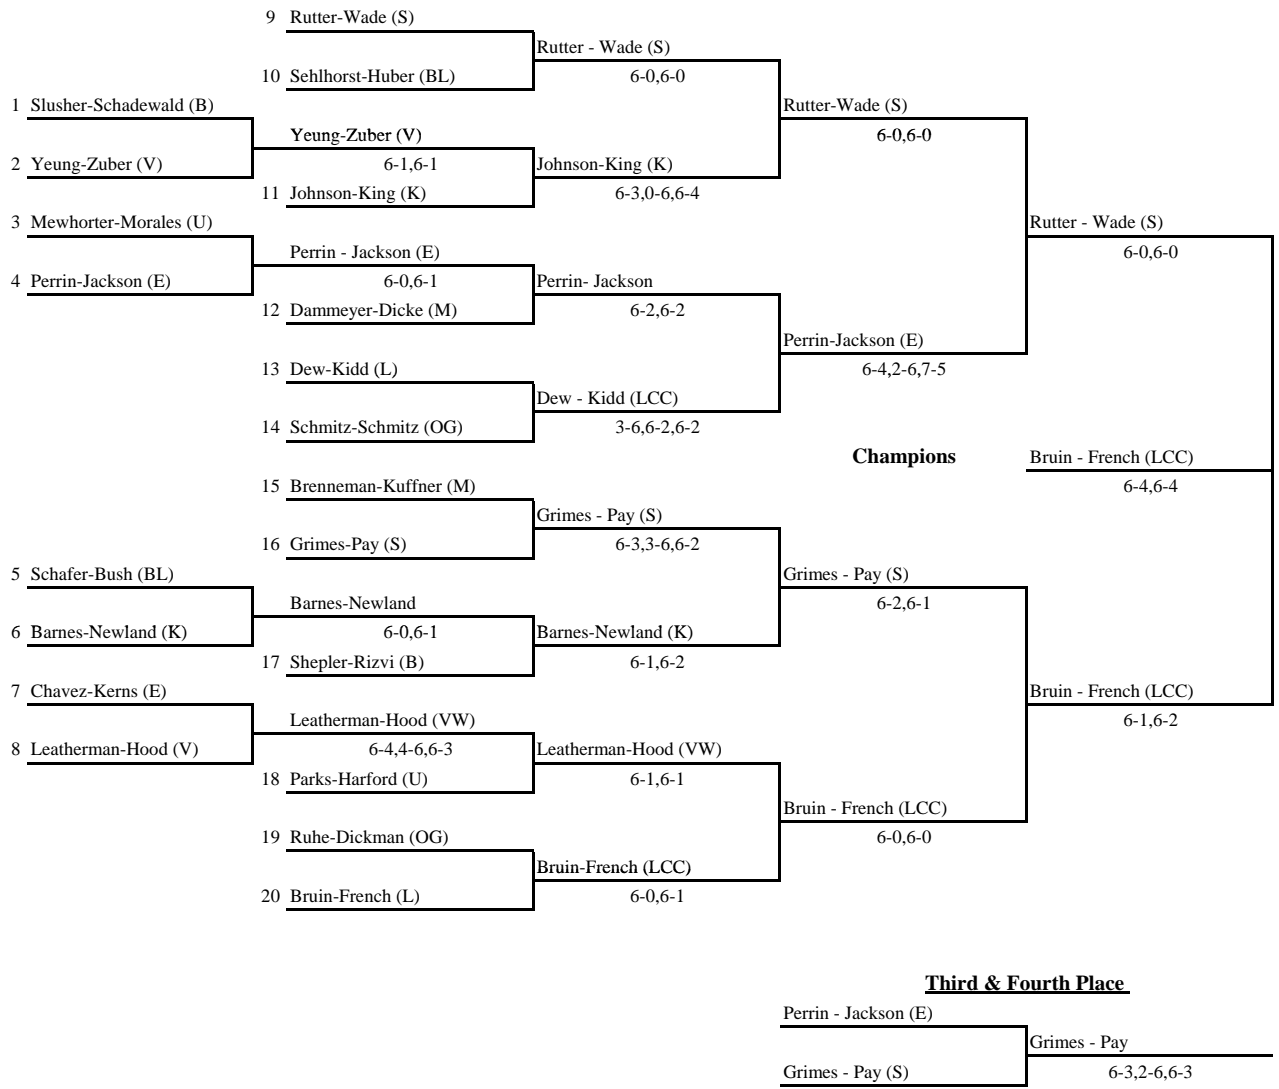 9 Rutter-Wade (S)
Rutter - Wade (S)
10 Sehlhorst-Huber (BL)
6-0,6-0
1 Slusher-Schadewald (B)
Rutter-Wade (S)
Yeung-Zuber (V)
6-0,6-0
2 Yeung-Zuber (V)
6-1,6-1
Johnson-King (K)
11 Johnson-King (K)
6-3,0-6,6-4
3 Mewhorter-Morales (U)
Rutter - Wade (S)
Perrin - Jackson (E)
6-0,6-0
4 Perrin-Jackson (E)
6-0,6-1
Perrin- Jackson
12 Dammeyer-Dicke (M)
6-2,6-2
Perrin-Jackson (E)
13 Dew-Kidd (L)
6-4,2-6,7-5
Dew - Kidd (LCC)
14 Schmitz-Schmitz (OG)
3-6,6-2,6-2
Champions
Bruin - French (LCC)
15 Brenneman-Kuffner (M)
6-4,6-4
Grimes - Pay (S)
16 Grimes-Pay (S)
6-3,3-6,6-2
5 Schafer-Bush (BL)
Grimes - Pay (S)
Barnes-Newland
6-2,6-1
6 Barnes-Newland (K)
6-0,6-1
Barnes-Newland (K)
17 Shepler-Rizvi (B)
6-1,6-2
7 Chavez-Kerns (E)
Bruin - French (LCC)
Leatherman-Hood (VW)
6-1,6-2
8 Leatherman-Hood (V)
6-4,4-6,6-3
Leatherman-Hood (VW)
18 Parks-Harford (U)
6-1,6-1
Bruin - French (LCC)
19 Ruhe-Dickman (OG)
6-0,6-0
Bruin-French (LCC)
20 Bruin-French (L)
6-0,6-1
Third & Fourth Place
Perrin - Jackson (E)
Grimes - Pay
Grimes - Pay (S)
6-3,2-6,6-3